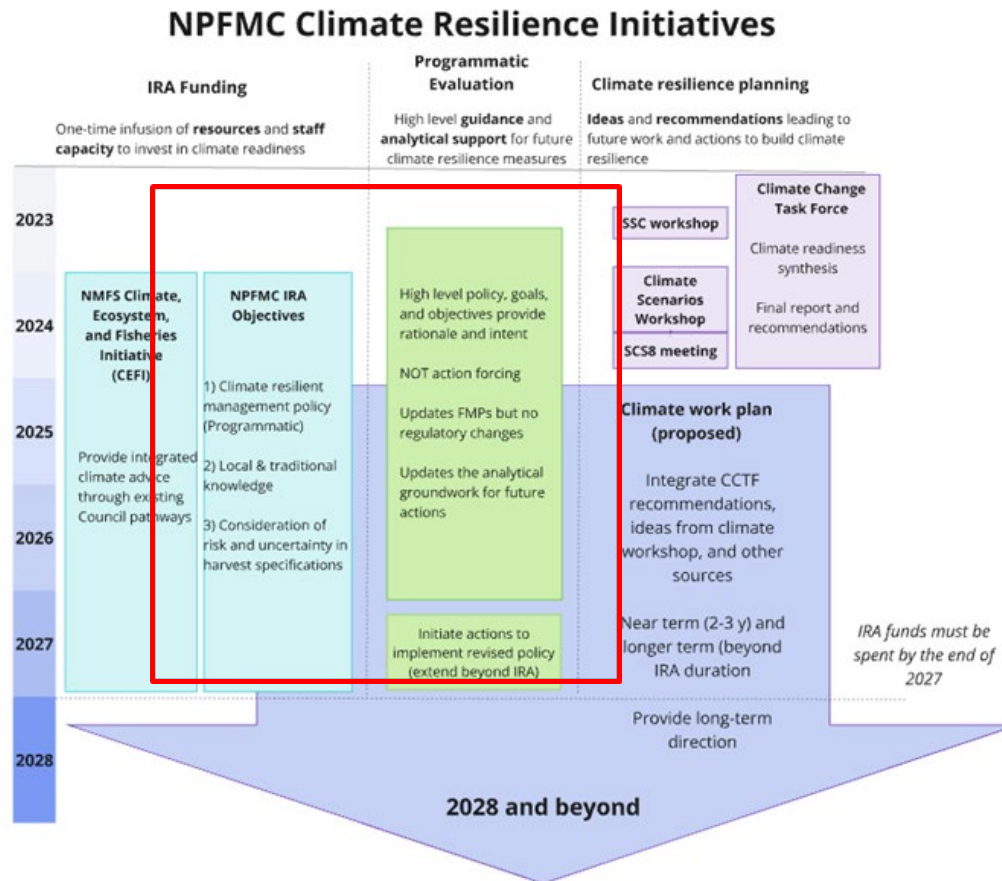 NPFMC Climate Resilience Initiatives
IRA Funding
One-time infusion of resources and staff
capacity to invest in climate readiness
Programmatic
Evaluation
High level guidance and
analytical support for future
climate resilience measures
Climate resilience planning
Ideas and recommendations leading to
future work and actions to build climate
resilience
2023
2024
2025
2026
2027
2028
NMFS Climate,
Ecosystem,
and Fisheries
Initiative
(CEFI)
Provide integrated
climate advice
through existing
Council pathways
NPFMC IRA
Objectives
1) Climate resilient
management policy
(Programmatic)
2) Local & traditional
knowledge
3) Consideration of
risk and uncertainty in
harvest specifications
High level policy, goals,
and objectives provide
rationale and intent
NOT action forcing
Updates FMPs but no
regulatory changes
Updates the analytical
groundwork for future
actions
Initiate actions to
implement revised policy
(extend beyond IRA)
SSC workshop
Climate
Scenarios
Workshop
SCS8 meeting
Climate Change
Task Force
Climate readiness
synthesis
Final report and
recommendations
Climate work plan
(proposed)
Integrate CCTF
recommendations,
ideas from climate
workshop, and other
sources
Near term (2-3 y) and
longer term (beyond
IRA duration
Provide long-term
direction
IRA funds must be
spent by the end of
2027
2028 and beyond